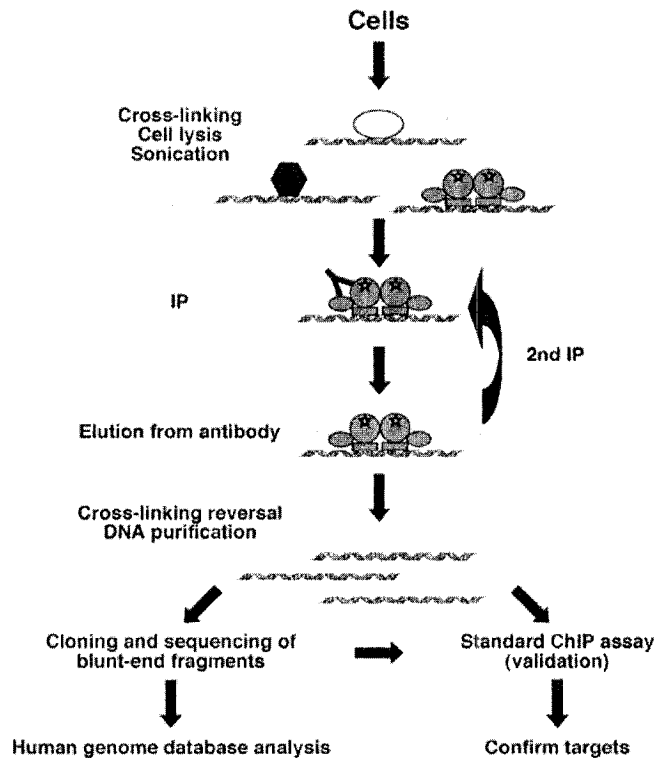 Cells
Cross-linking
Cell lysis
Sonication
IP
2nd IP
Elution from antibody
Cross-linking reversal
DNA purification
Cloning and sequencing of
blunt-end fragments
Standard ChIP assay
(validation)
Human genome database analysis
Confirm targets